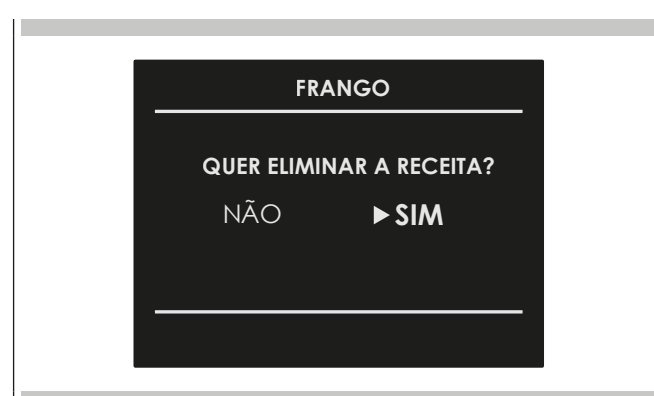 FRANGO
QUER ELIMINAR A RECEITA?
NÃO ▶SIM